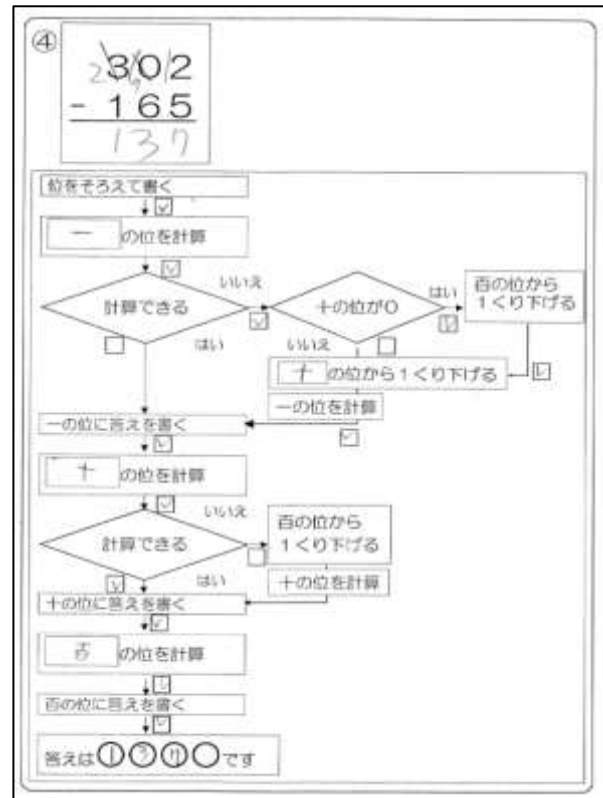 ④
2 9
302
- 165
137
位をそろえて書く
一 の位を計算
いいえ
はい
計算できる
十の位が0
百の位から
1くり下げる
はい
いいえ
十 の位から1くり下げる
一の位を計算
一の位に答えを書く
十 の位を計算
いいえ
百の位から
1くり下げる
計算できる
はい
十の位を計算
十の位に答えを書く
百 の位を計算
百の位に答えを書く
答えは①③⑦○です